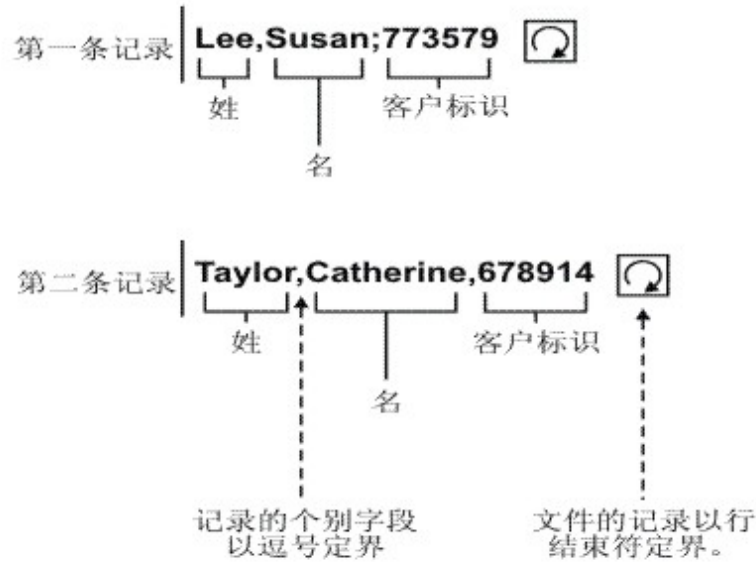 第一条记录 Lee,Susan;773579
姓 客户标识
名
第二条记录 Taylor,Catherine,678914
姓 客户标识
名
记录的个别字段 文件的记录以行
以逗号定界 结束符定界。